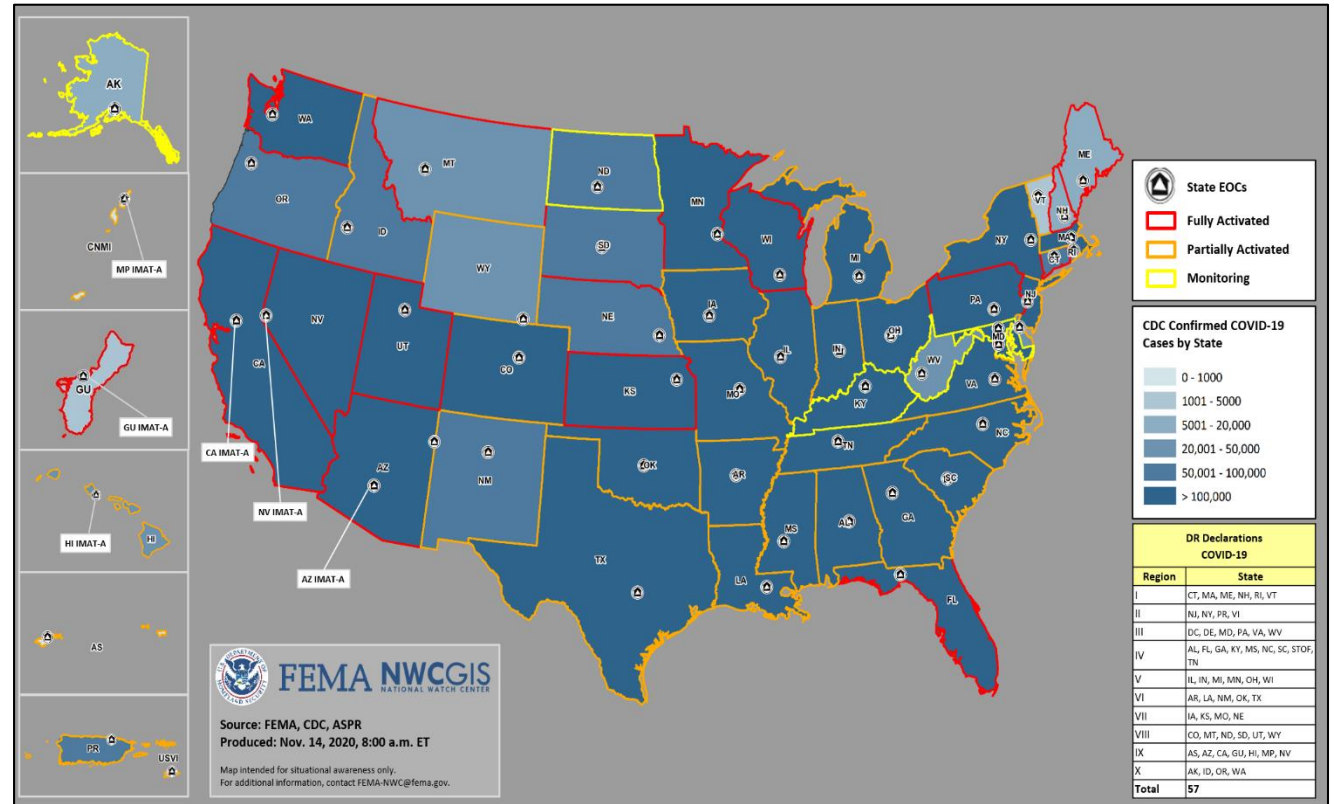 AK
CNMI
MP IMAT-A
GU
GU IMAT-A
HI
HI IMAT-A
AS
PR
USVI
WA
OR
ID
MT
ND
SD
WY
NE
MN
WI
MI
IA
IL
IN
OH
NV
CA
UT
CO
KS
MO
KY
WV
VA
PA
NY
VT
NH
ME
MA
RI
CT
NJ
MD
AZ
NM
OK
AR
TN
NC
SC
TX
LA
MS
AL
GA
FL
CA IMAT-A
NV IMAT-A
AZ IMAT-A
U.S. DEPARTMENT OF
HOMELAND SECURITY
FEMA NWCGIS
NATIONAL WATCH CENTER
Source: FEMA, CDC, ASPR
Produced: Nov. 14, 2020, 8:00 a.m. ET
Map intended for situational awareness only.
For additional information, contact FEMA-NWC@fema.gov.
State EOCs
Fully Activated
Partially Activated
Monitoring
CDC Confirmed COVID-19
Cases by State
0 - 1000
1001 - 5000
5001 - 20,000
20,001 - 50,000
50,001 - 100,000
> 100,000
DR Declarations
COVID-19
Region State
I CT, MA, ME, NH, RI, VT
II NJ, NY, PR, VI
III DC, DE, MD, PA, VA, WV
IV AL, FL, GA, KY, MS, NC, SC, STOF,
TN
V IL, IN, MI, MN, OH, WI
VI AR, LA, NM, OK, TX
VII IA, KS, MO, NE
VIII CO, MT, ND, SD, UT, WY
IX AS, AZ, CA, GU, HI, MP, NV
X AK, ID, OR, WA
Total 57